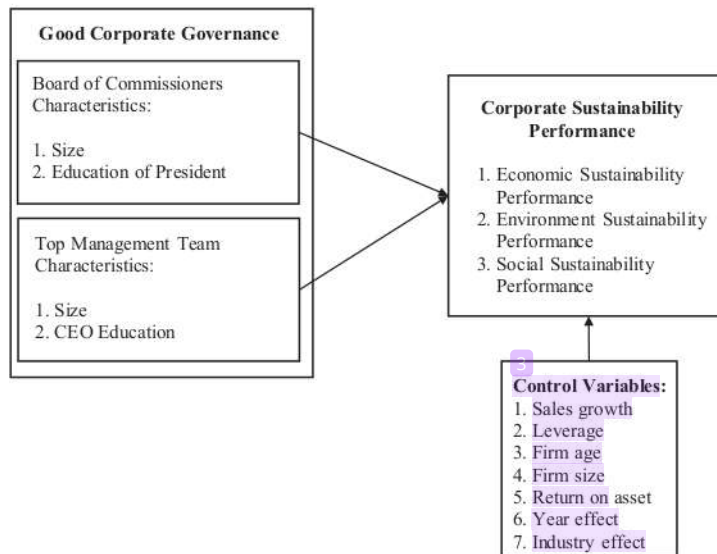 Good Corporate Governance
Board of Commissioners
Characteristics:
1. Size
2. Education of President
Top Management Team
Characteristics:
1. Size
2. CEO Education
Corporate Sustainability
Performance
1. Economic Sustainability
Performance
2. Environment Sustainability
Performance
3. Social Sustainability
Performance
3
Control Variables:
1. Sales growth
2. Leverage
3. Firm age
4. Firm size
5. Return on asset
6. Year effect
7. Industry effect